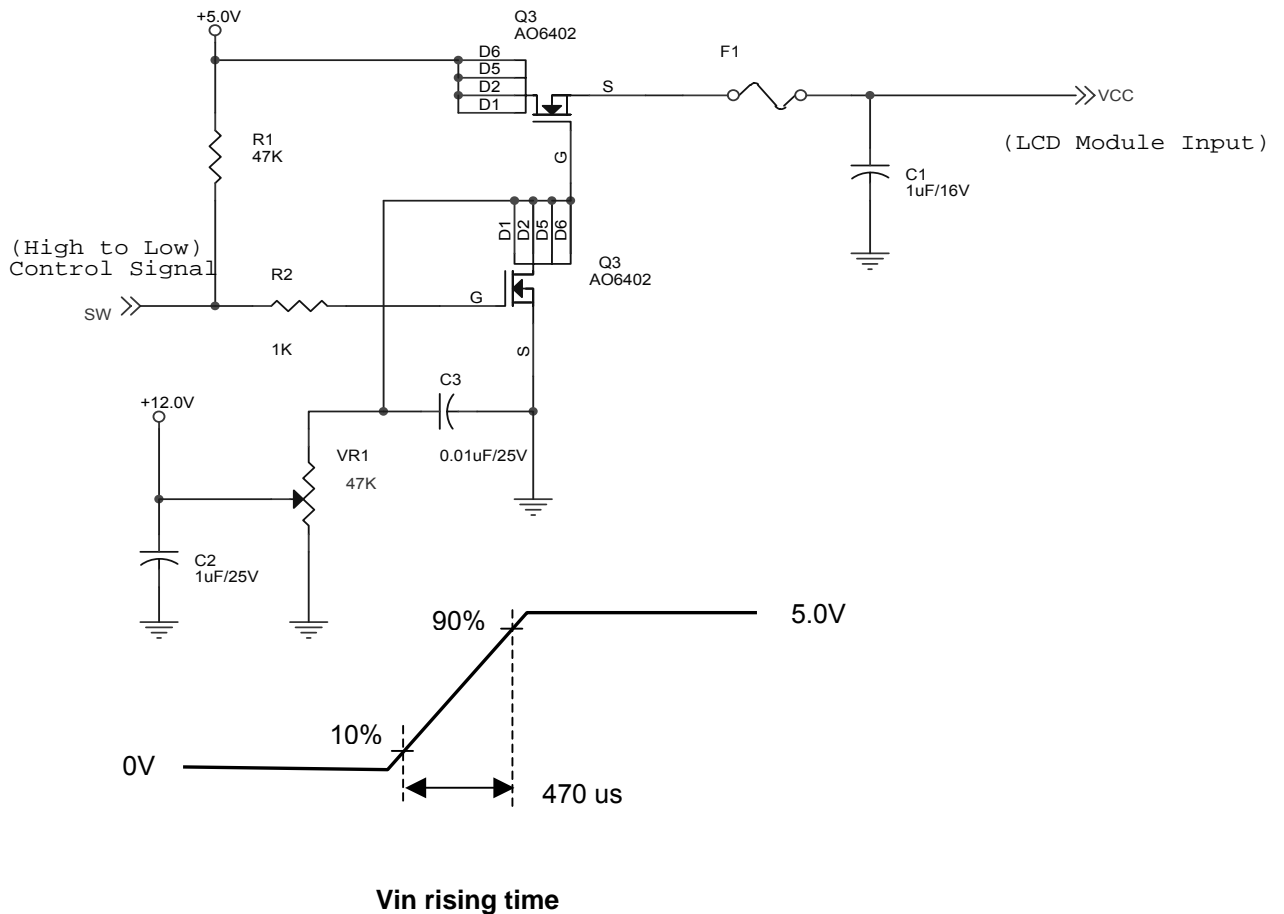 +5.0V
Q3
AO6402
D6
D5
D2
D1
S
F1
VCC
(LCD Module Input)
R1
47K
G
C1
1uF/16V
D1
D2
D5
D6
(High to Low)
Control Signal
R2
Q3
AO6402
G
SW
1K
S
C3
+12.0V
VR1
47K
0.01uF/25V
C2
1uF/25V
90%
5.0V
10%
0V
470 us
Vin rising time